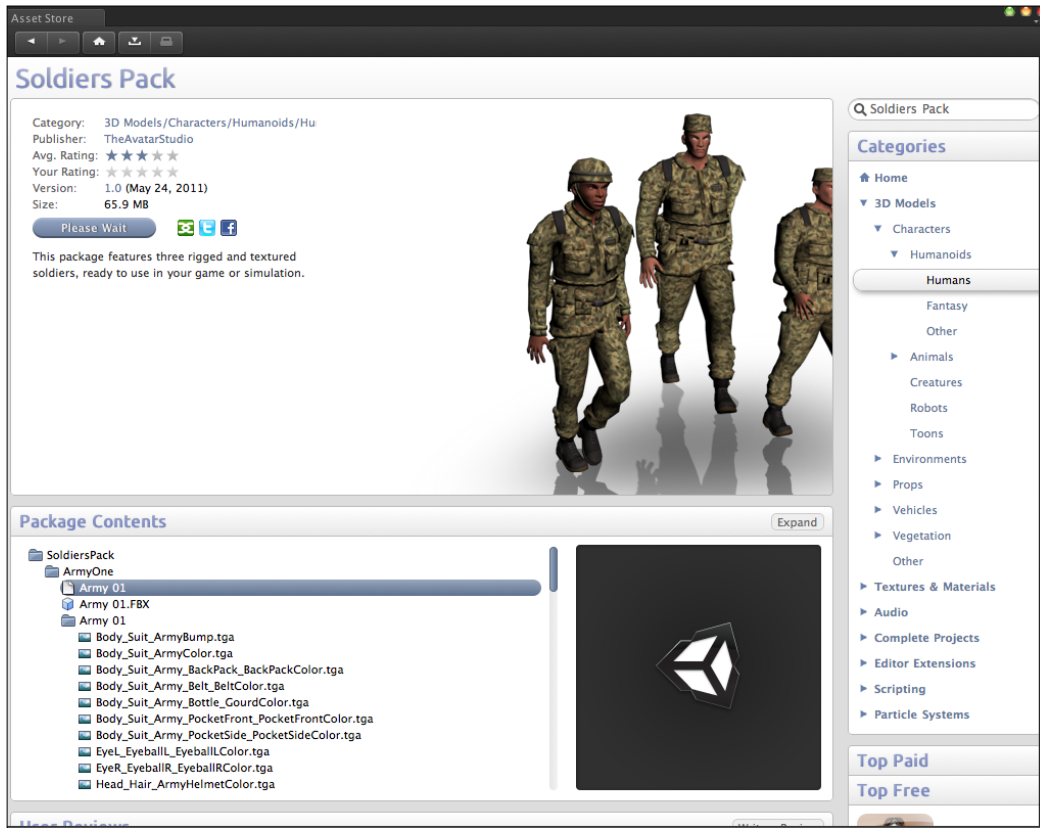 Asset Store
Soldiers Pack
Category: 3D Models/Characters/Humanoids/Hu
Publisher: TheAvatarStudio
Avg. Rating:
Your Rating:
Version: 1.0 (May 24, 2011)
Size: 65.9 MB
Please Wait
This package features three rigged and textured
soldiers, ready to use in your game or simulation.
Package Contents
Expand
SoldiersPack
ArmyOne
Army 01
Army 01.FBX
Army 01
Body_Suit_ArmyBump.tga
Body_Suit_ArmyColor.tga
Body_Suit_Army_BackPack_BackPackColor.tga
Body_Suit_Army_Belt_BeltColor.tga
Body_Suit_Army_Bottle_GourdColor.tga
Body_Suit_Army_PocketFront_PocketFrontColor.tga
Body_Suit_Army_PocketSide_PocketSideColor.tga
EyeL_EyeballL_EyeballLColor.tga
EyeR_EyeballR_EyeballRColor.tga
Head_Hair_ArmyHelmetColor.tga
User Reviews
Soldiers Pack
Categories
Home
3D Models
Characters
Humanoids
Humans
Fantasy
Other
Animals
Creatures
Robots
Toons
Environments
Props
Vehicles
Vegetation
Other
Textures & Materials
Audio
Complete Projects
Editor Extensions
Scripting
Particle Systems
Top Paid
Top Free